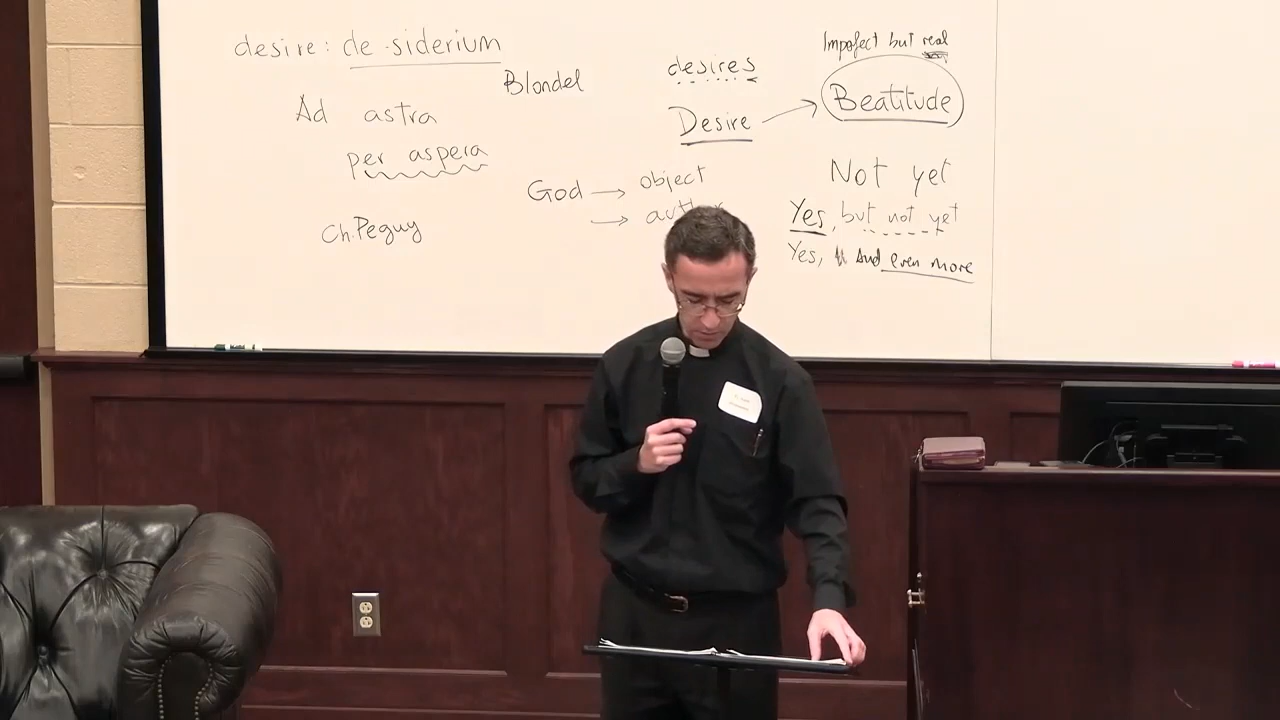 desire: de-siderium
Blondel
Ad astra
per aspera
Ch. Peguy
God → object
→
desires
Desire →
Impofect but real
Beatitude
Not yet
Yes, but not yet
Yes, And even more